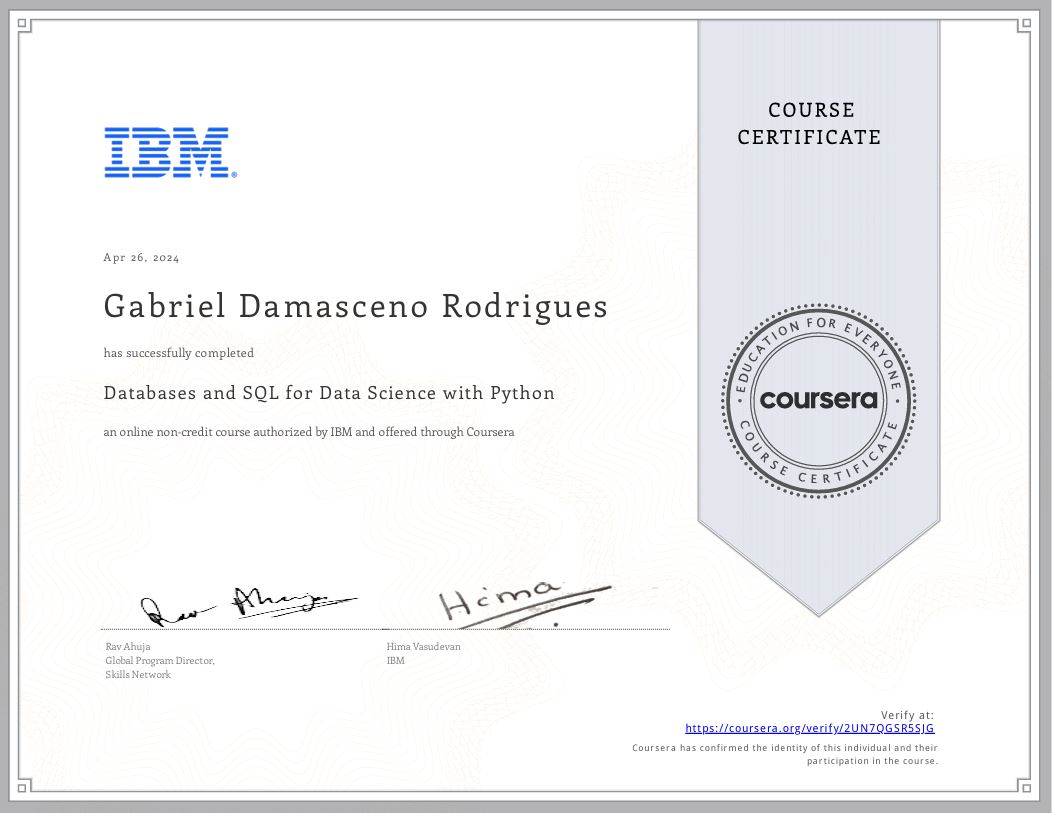 COURSE
CERTIFICATE
IBM®
Apr 26, 2024
Gabriel Damasceno Rodrigues
has successfully completed
Databases and SQL for Data Science with Python
an online non-credit course authorized by IBM and offered through Coursera
EDUCATION FOR EVERYONE
coursera
COURSE CERTIFICATE
Rav Ahuja
Hima
Rav Ahuja
Global Program Director,
Skills Network
Hima Vasudevan
IBM
Verify at:
https://coursera.org/verify/2UN7QGSR5SJG
Coursera has confirmed the identity of this individual and their
participation in the course.